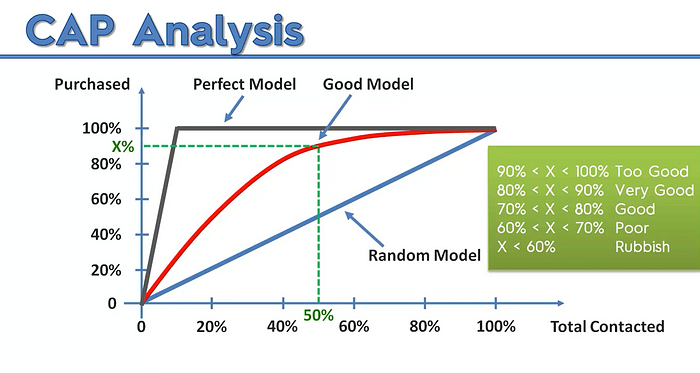 CAP Analysis
Purchased
Perfect Model
Good Model
100%
X%
80%
60%
40%
20%
0
90% < X < 100% Too Good
80% < X < 90% Very Good
70% < X < 80% Good
60% < X < 70% Poor
X < 60% Rubbish
Random Model
0
20%
40%
50%
60%
80%
100%
Total Contacted